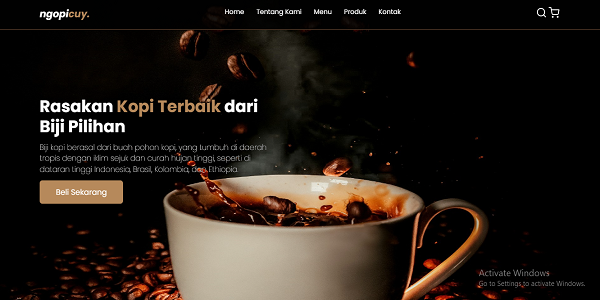 ngopicuy.
Home Tentang Kami Menu Produk Kontak
Rasakan Kopi Terbaik dari
Biji Pilihan
Biji kopi berasal dari buah pohon kopi, yang tumbuh di daerah
tropis dengan iklim sejuk dan curah hujan tinggi, seperti di
dataran tinggi Indonesia, Brasil, Kolombia, dan Ethiopia.
Beli Sekarang
Activate Windows
Go to Settings to activate Windows.